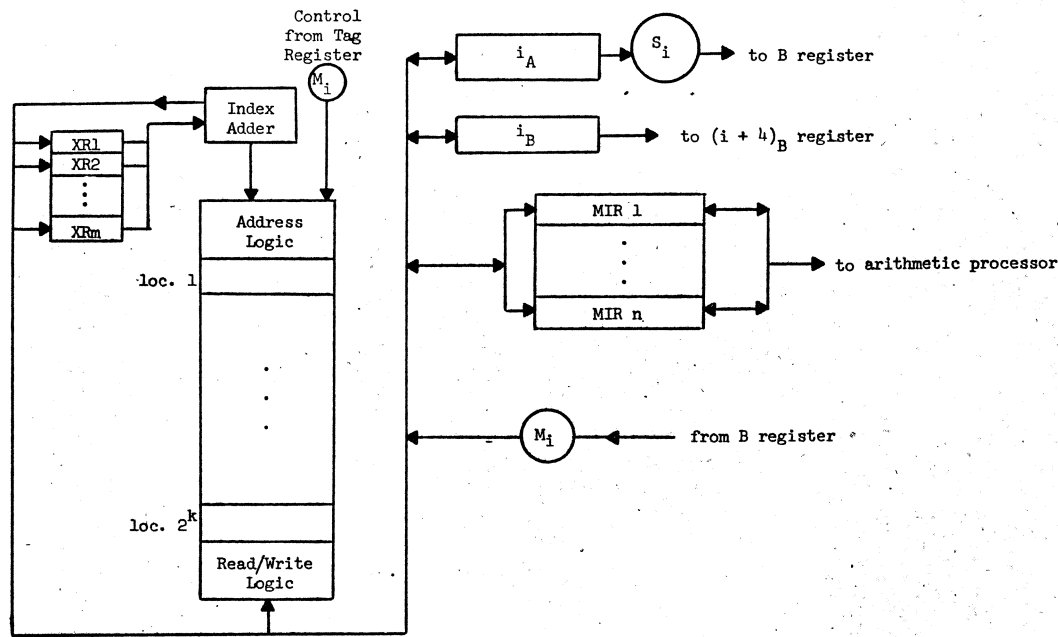 Control
from Tag
Register
M_i
Index
Adder
XR1
XR2
XRm
Address
Logic
loc. 1
loc. 2^k
Read/Write
Logic
i_A
S_i
to B register
i_B
to (i + 4)_B register
MIR 1
MIR n
to arithmetic processor
M_i
from B register